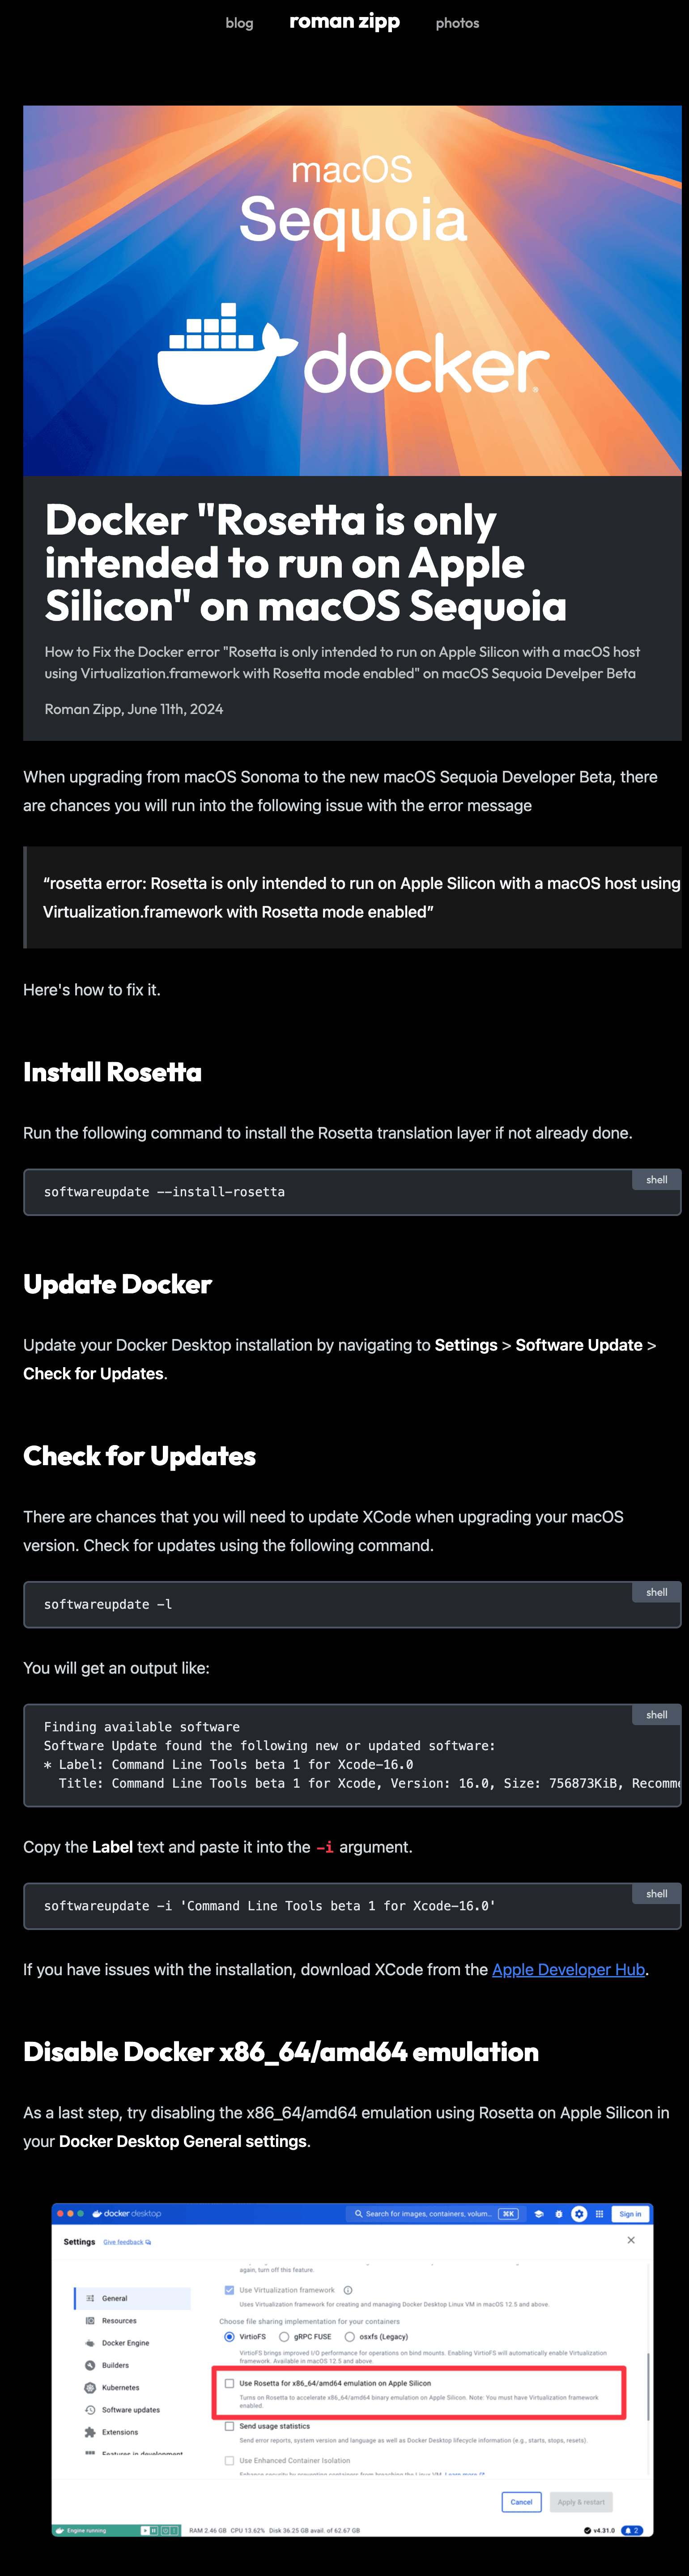 blog
roman zipp
photos
macOS
Sequoia
docker
Docker "Rosetta is only
intended to run on Apple
Silicon" on macOS Sequoia
How to Fix the Docker error "Rosetta is only intended to run on Apple Silicon with a macOS host
using Virtualization.framework with Rosetta mode enabled" on macOS Sequoia Develper Beta
Roman Zipp, June 11th, 2024
When upgrading from macOS Sonoma to the new macOS Sequoia Developer Beta, there
are chances you will run into the following issue with the error message
“rosetta error: Rosetta is only intended to run on Apple Silicon with a macOS host using
Virtualization.framework with Rosetta mode enabled”
Here's how to fix it.
Install Rosetta
Run the following command to install the Rosetta translation layer if not already done.
shell
softwareupdate --install-rosetta
Update Docker
Update your Docker Desktop installation by navigating to Settings > Software Update >
Check for Updates.
Check for Updates
There are chances that you will need to update XCode when upgrading your macOS
version. Check for updates using the following command.
shell
softwareupdate -l
You will get an output like:
shell
Finding available software
Software Update found the following new or updated software:
* Label: Command Line Tools beta 1 for Xcode-16.0
Title: Command Line Tools beta 1 for Xcode, Version: 16.0, Size: 756873KiB, Recomm
Copy the Label text and paste it into the -i argument.
shell
softwareupdate -i 'Command Line Tools beta 1 for Xcode-16.0'
If you have issues with the installation, download XCode from the Apple Developer Hub.
Disable Docker x86_64/amd64 emulation
As a last step, try disabling the x86_64/amd64 emulation using Rosetta on Apple Silicon in
your Docker Desktop General settings.
docker desktop
Search for images, containers, volum...
⌘K
Sign in
Settings
Give feedback
General
Resources
Docker Engine
Builders
Kubernetes
Software updates
Extensions
Features in development
again, turn off this feature.
Use Virtualization framework
Uses Virtualization framework for creating and managing Docker Desktop Linux VM in macOS 12.5 and above.
Choose file sharing implementation for your containers
VirtioFS
gRPC FUSE
osxfs (Legacy)
VirtioFS brings improved I/O performance for operations on bind mounts. Enabling VirtioFS will automatically enable Virtualization
framework. Available in macOS 12.5 and above.
Use Rosetta for x86_64/amd64 emulation on Apple Silicon
Turns on Rosetta to accelerate x86_64/amd64 binary emulation on Apple Silicon. Note: You must have Virtualization framework
enabled.
Send usage statistics
Send error reports, system version and language as well as Docker Desktop lifecycle information (e.g., starts, stops, resets).
Use Enhanced Container Isolation
Enhance security by preventing containers from breaching the Linux VM. Learn more
Cancel
Apply & restart
Engine running
RAM 2.46 GB CPU 13.62% Disk 36.25 GB avail. of 62.67 GB
v4.31.0
2